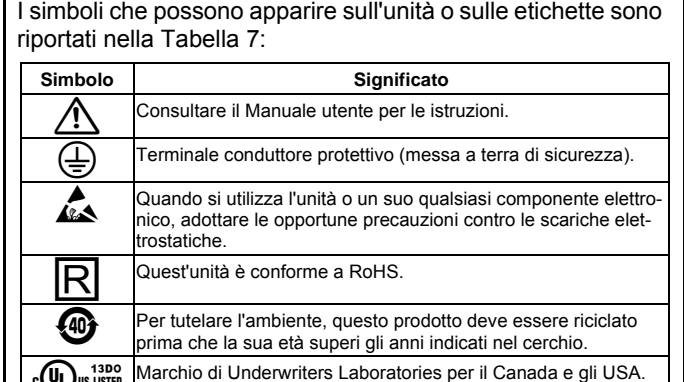 I simboli che possono apparire sull'unità o sulle etichette sono
riportati nella Tabella 7:
Simbolo Significato
Consultare il Manuale utente per le istruzioni.
Terminale conduttore protettivo (messa a terra di sicurezza).
Quando si utilizza l'unità o un suo qualsiasi componente elettro-
nico, adottare le opportune precauzioni contro le scariche elet-
trostatiche.
R Quest'unità è conforme a RoHS.
40 Per tutelare l'ambiente, questo prodotto deve essere riciclato
prima che la sua età superi gli anni indicati nel cerchio.
c UL US LISTED 13DO Marchio di Underwriters Laboratories per il Canada e gli USA.